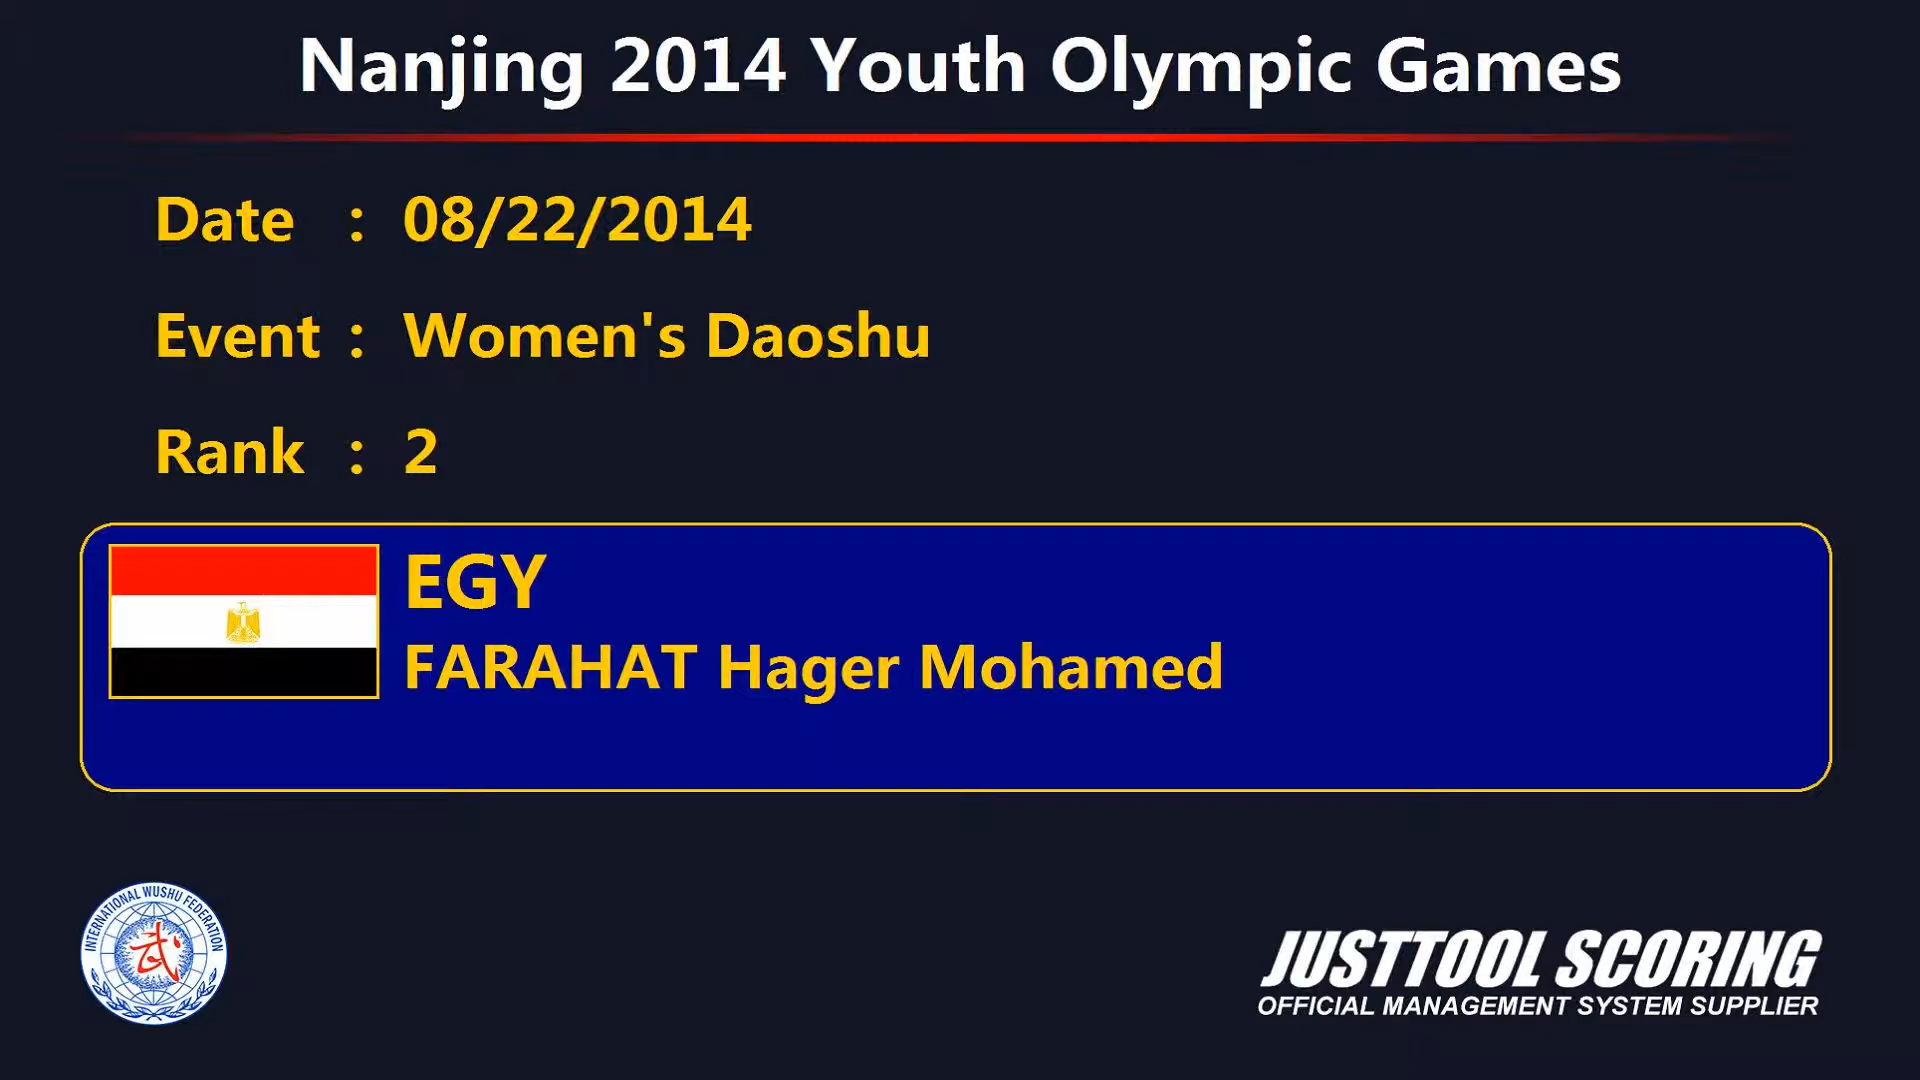 Nanjing 2014 Youth Olympic Games
Date : 08/22/2014
Event : Women's Daoshu
Rank : 2
EGY
FARAHAT Hager Mohamed
INTERNATIONAL WUSHU FEDERATION
武
JUSTTOOL SCORING
OFFICIAL MANAGEMENT SYSTEM SUPPLIER